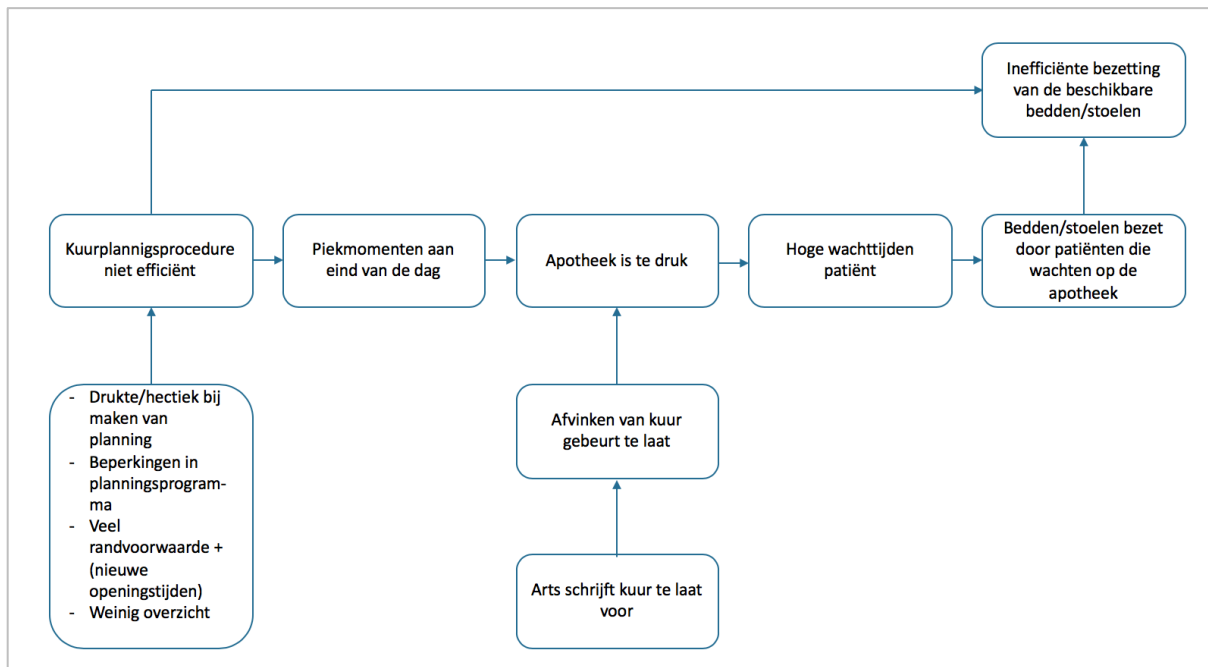 Inefficiënte bezetting
van de beschikbare
bedden/stoelen
Kuurplannigsprocedure
niet efficiënt
Piekmomenten aan
eind van de dag
Apotheek is te druk
Hoge wachttijden
patiënt
Bedden/stoelen bezet
door patiënten die
wachten op de
apotheek
- Drukte/hectiek bij
maken van
planning
- Beperkingen in
planningsprogram-
ma
- Veel
randvoorwaarde +
(nieuwe
openingstijden)
- Weinig overzicht
Afvinken van kuur
gebeurt te laat
Arts schrijft kuur te laat
voor